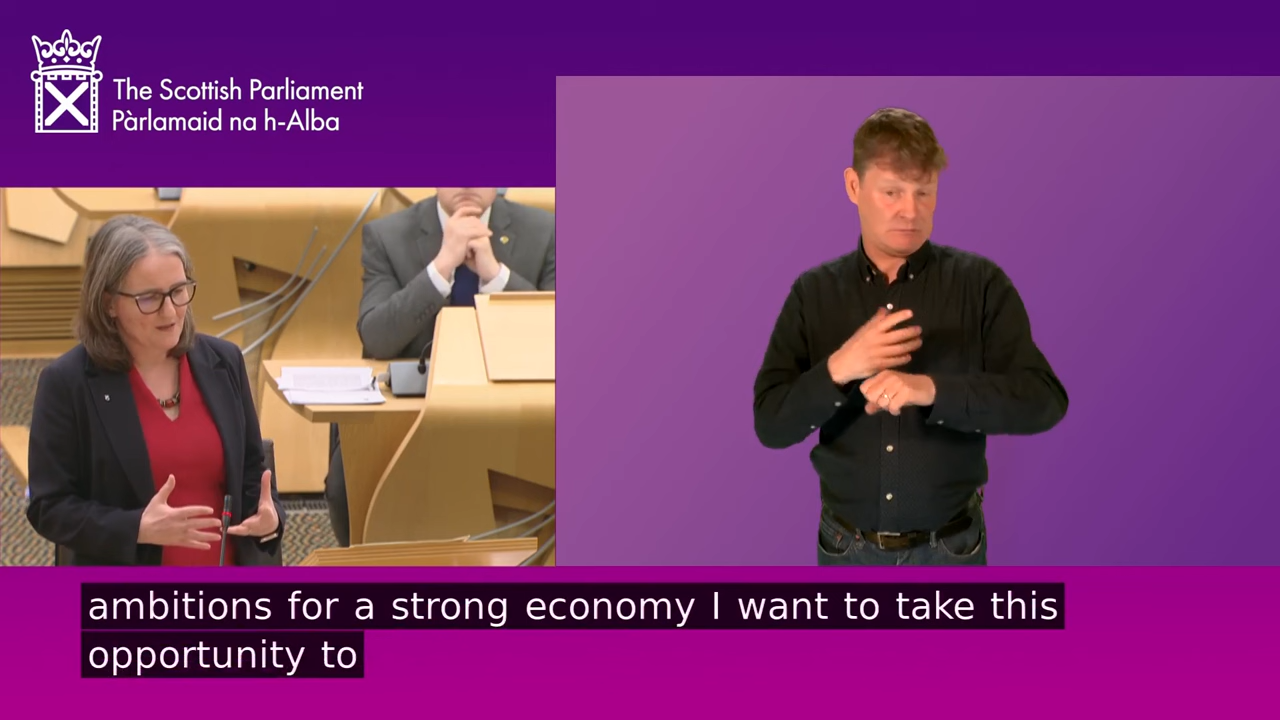 The Scottish Parliament
Pàrlamaid na h-Alba
ambitions for a strong economy I want to take this
opportunity to